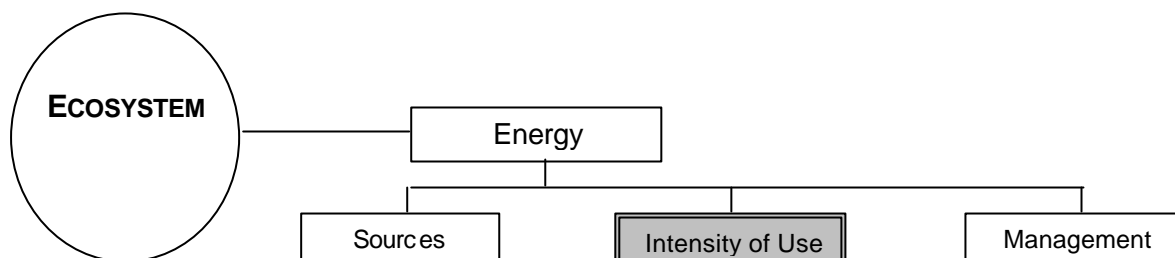 ECOSYSTEM
Energy
Sources
Intensity of Use
Management